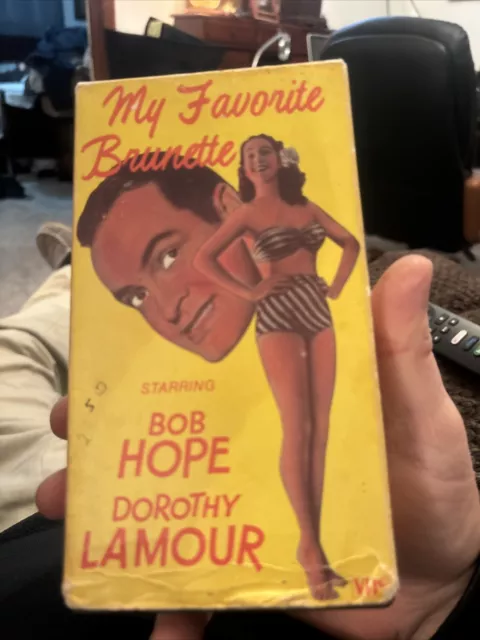 My Favorite
Brunette
STARRING
BOB
HOPE
DOROTHY
LAMOUR